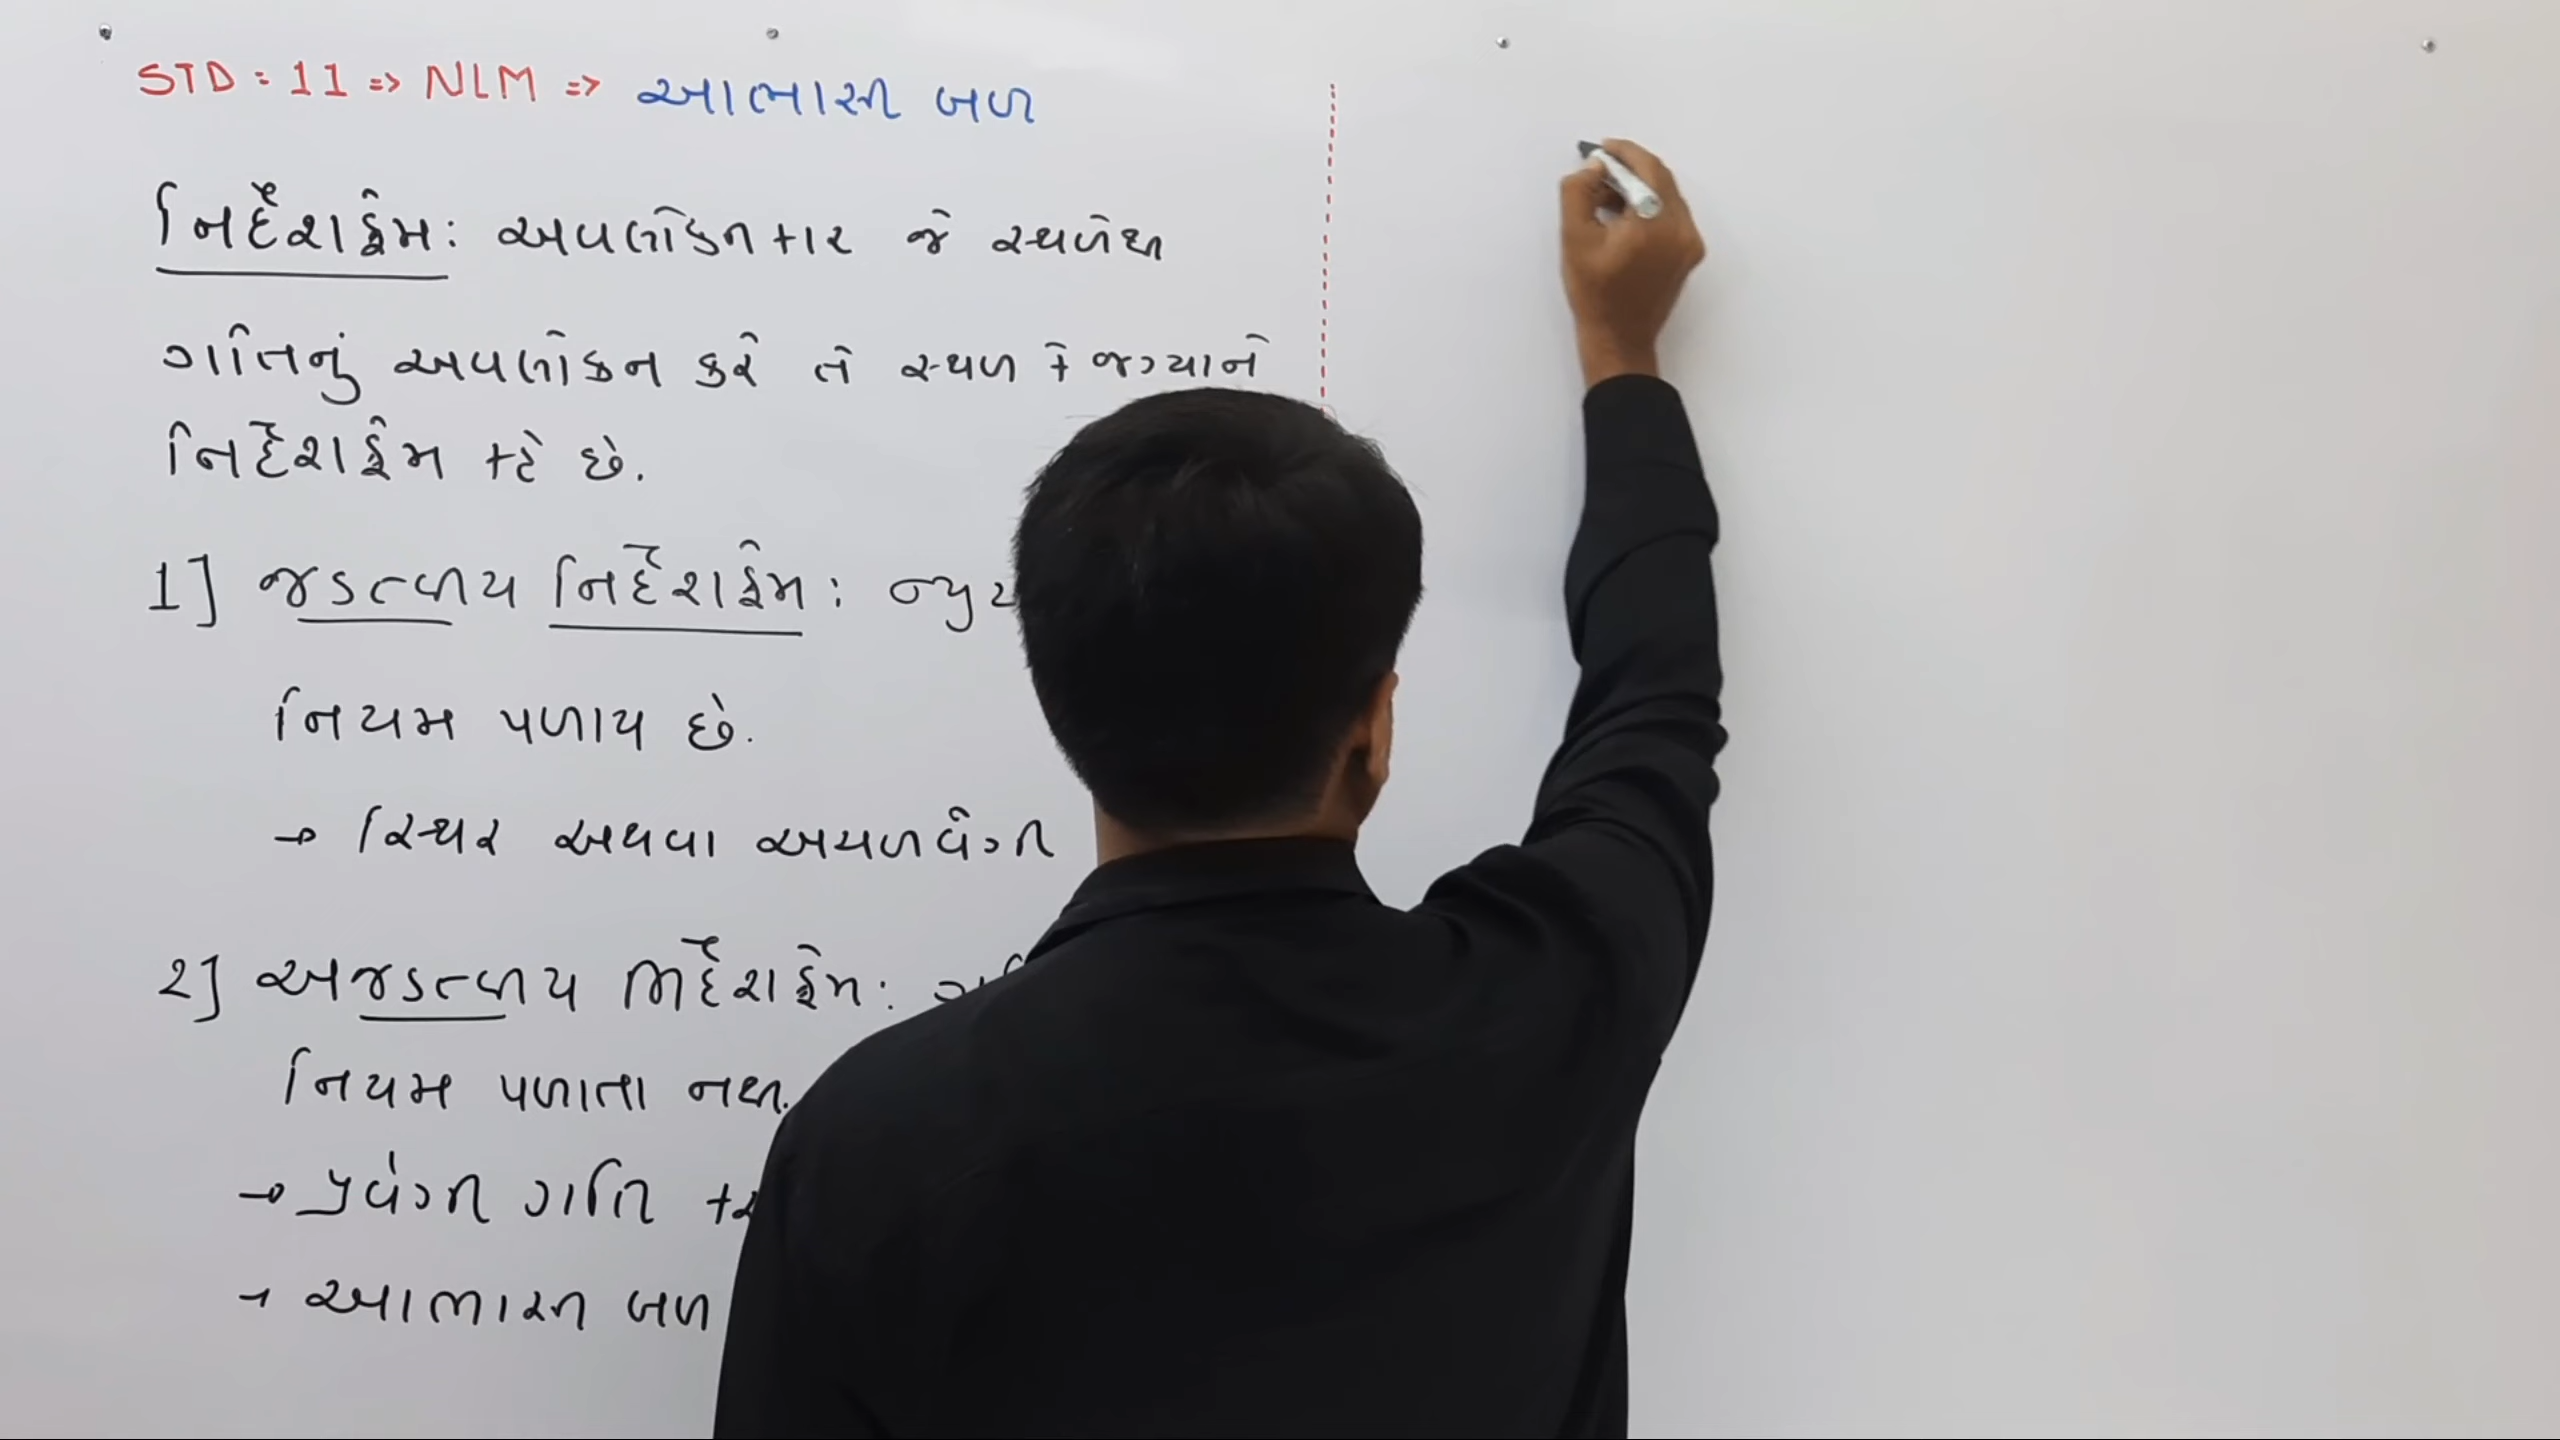 STD : 11 => NLM => આભાસી બળ
નિર્દેશફ્રેમ: અવલોકનકાર જે સ્થળેથી
ગતિનું અવલોકન કરે તે સ્થળ કે જગ્યાને
નિર્દેશફ્રેમ કહે છે.
1] જડત્વીય નિર્દેશફ્રેમ:
નિયમ પળાય છે.
→ સ્થિર અથવા અચળવેગી
2] અજડત્વીય નિર્દેશફ્રેમ:
નિયમ પળાતા નથી.
→ પ્રવેગી ગતિ
→ આભાસી બળ